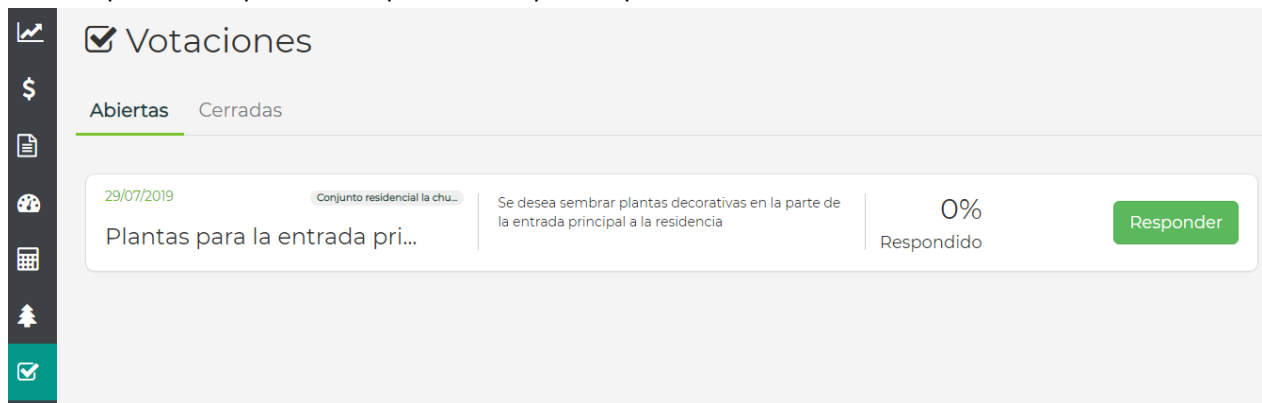 Votaciones
Abiertas Cerradas
29/07/2019
Conjunto residencial la chu...
Plantas para la entrada pri...
Se desea sembrar plantas decorativas en la parte de
la entrada principal a la residencia
0%
Respondido
Responder